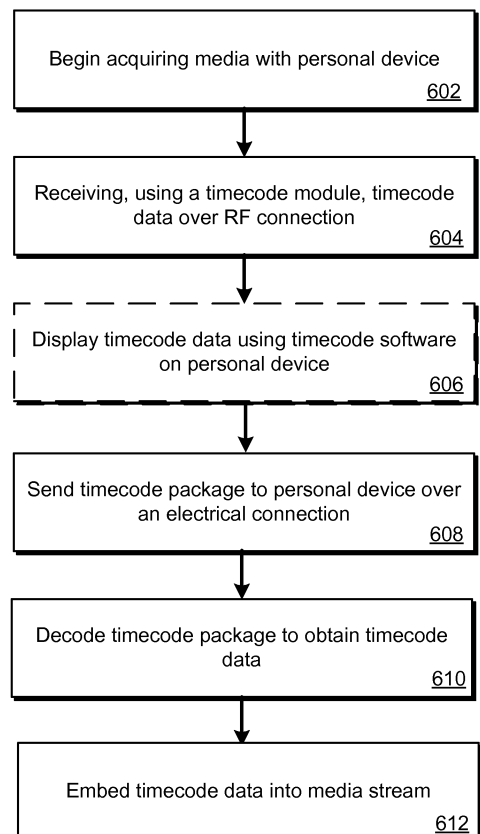 Begin acquiring media with personal device
602
Receiving, using a timecode module, timecode
data over RF connection
604
Display timecode data using timecode software
on personal device
606
Send timecode package to personal device over
an electrical connection
608
Decode timecode package to obtain timecode
data
610
Embed timecode data into media stream
612